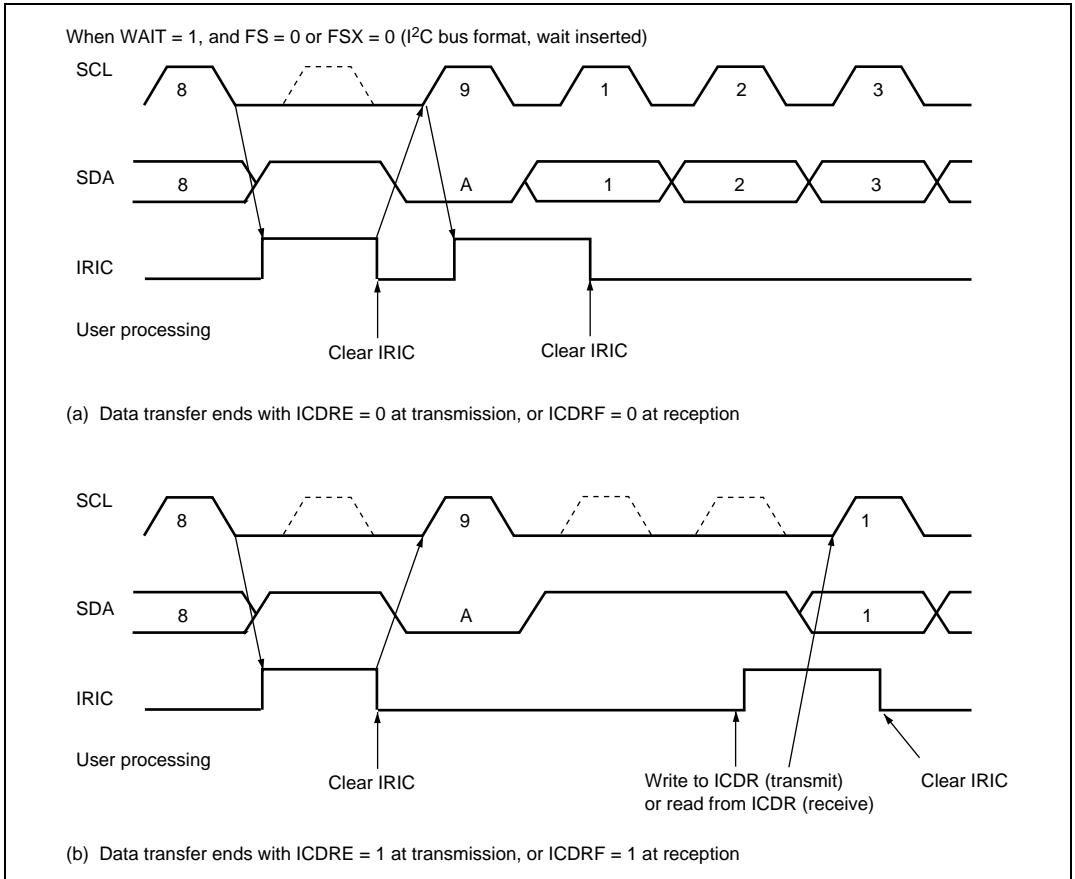 When WAIT = 1, and FS = 0 or FSX = 0 (I²C bus format, wait inserted)
SCL
8
9
1
2
3
SDA
8
A
1
2
3
IRIC
User processing
Clear IRIC
Clear IRIC
(a) Data transfer ends with ICDRE = 0 at transmission, or ICDRF = 0 at reception
SCL
8
9
1
SDA
8
A
1
IRIC
User processing
Clear IRIC
Write to ICDR (transmit)
or read from ICDR (receive)
Clear IRIC
(b) Data transfer ends with ICDRE = 1 at transmission, or ICDRF = 1 at reception